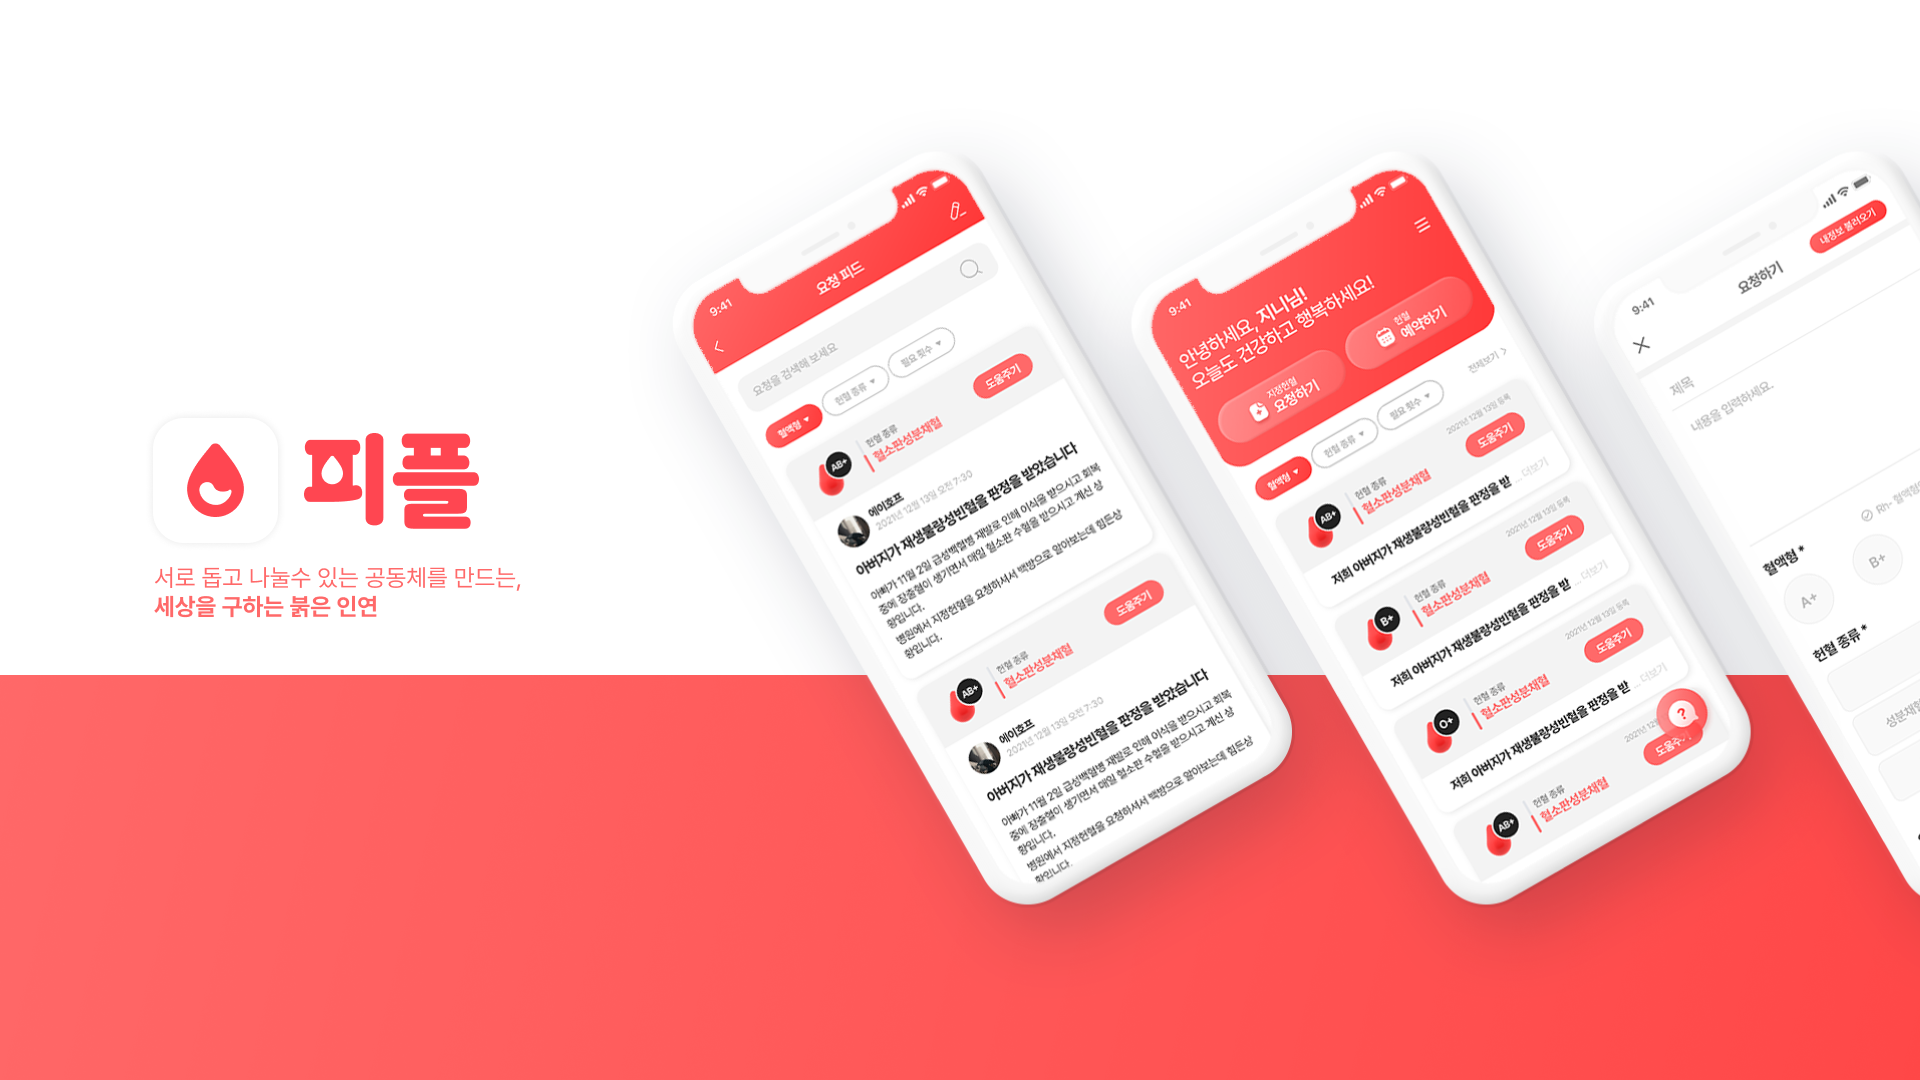 피플
서로 돕고 나눌수 있는 공동체를 만드는,
세상을 구하는 붉은 인연
9:41
요청 피드
요청을 검색해 보세요
혈액형 ▼
헌혈 종류 ▼
필요 횟수 ▼
AB+
헌혈 종류
혈소판성분채혈
도움주기
에이호프
2021년 12월 13일 오전 7:30
아버지가 재생불량성빈혈을 판정을 받았습니다
아빠가 11월 2일 급성백혈병 재발로 인해 이식을 받으시고 회복
중에 장출혈이 생기면서 매일 혈소판 수혈을 받으시고 계신 상
황입니다.
병원에서 지정헌혈을 요청하셔서 백방으로 알아보는데 힘든상
황입니다.
AB+
헌혈 종류
혈소판성분채혈
도움주기
에이호프
2021년 12월 13일 오전 7:30
아버지가 재생불량성빈혈을 판정을 받았습니다
아빠가 11월 2일 급성백혈병 재발로 인해 이식을 받으시고 회복
중에 장출혈이 생기면서 매일 혈소판 수혈을 받으시고 계신 상
황입니다.
병원에서 지정헌혈을 요청하셔서 백방으로 알아보는데 힘든상
황입니다.
9:41
안녕하세요, 지니님!
오늘도 건강하고 행복하세요!
지정헌혈
요청하기
헌혈
예약하기
전체보기 >
혈액형 ▼
헌혈 종류 ▼
필요 횟수 ▼
2021년 12월 13일 등록
AB+
헌혈 종류
혈소판성분채혈
도움주기
저희 아버지가 재생불량성빈혈을 판정을 받 ... 더보기
2021년 12월 13일 등록
B+
헌혈 종류
혈소판성분채혈
도움주기
저희 아버지가 재생불량성빈혈을 판정을 받 ... 더보기
2021년 12월 13일 등록
O+
헌혈 종류
혈소판성분채혈
도움주기
저희 아버지가 재생불량성빈혈을 판정을 받 ... 더보기
2021년 12
AB+
헌혈 종류
혈소판성분채혈
도움주기
?
9:41
요청하기
내정보 불러오기
제목
내용을 입력하세요.
Rh- 혈액형
혈액형 *
A+
B+
헌혈 종류 *
성분채혈